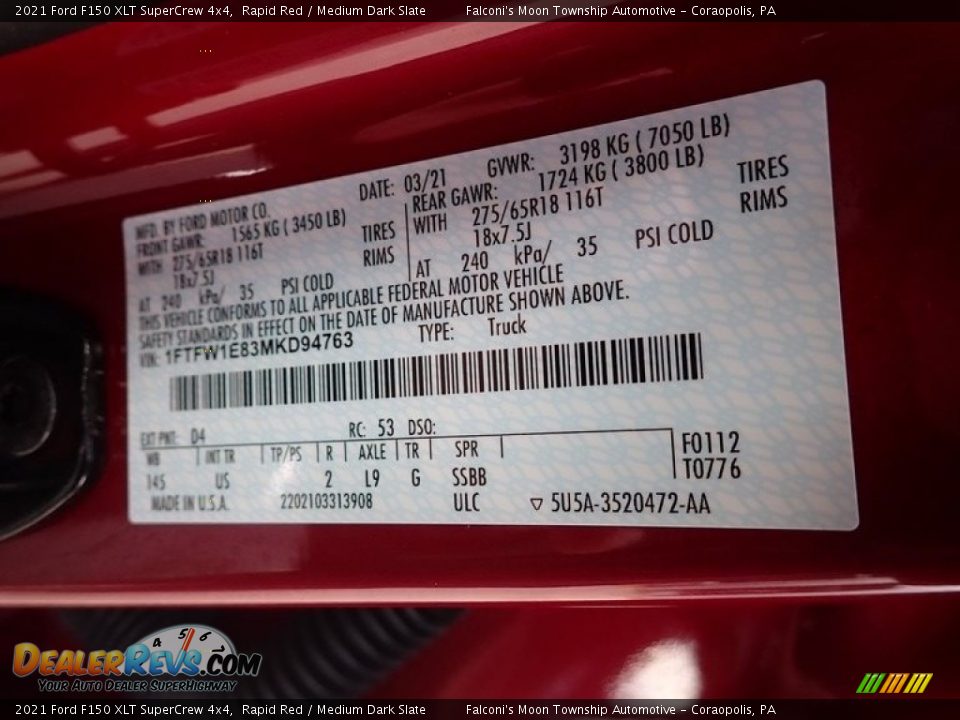 2021 Ford F150 XLT SuperCrew 4x4, Rapid Red / Medium Dark Slate Falconi's Moon Township Automotive - Coraopolis, PA
MFD. BY FORD MOTOR CO. DATE: 03/21 GVWR: 3198 KG ( 7050 LB)
FRONT GAWR: 1565 KG ( 3450 LB) REAR GAWR: 1724 KG ( 3800 LB)
WITH 275/65R18 116T TIRES WITH 275/65R18 116T TIRES
18x7.5J RIMS 18x7.5J RIMS
AT 240 kPa/ 35 PSI COLD AT 240 kPa/ 35 PSI COLD
THIS VEHICLE CONFORMS TO ALL APPLICABLE FEDERAL MOTOR VEHICLE
SAFETY STANDARDS IN EFFECT ON THE DATE OF MANUFACTURE SHOWN ABOVE.
VIN: 1FTFW1E83MKD94763 TYPE: Truck
EXT PNT: D4 RC: 53 DSO:
WB INT TR TP/PS R AXLE TR SPR F0112
145 US 2 L9 G SSBB T0776
MADE IN U.S.A. 2202103313908 ULC ▽ 5U5A-3520472-AA
4 5 6
DealerRevs.com
Your Auto Dealer SuperHighway
2021 Ford F150 XLT SuperCrew 4x4, Rapid Red / Medium Dark Slate Falconi's Moon Township Automotive - Coraopolis, PA